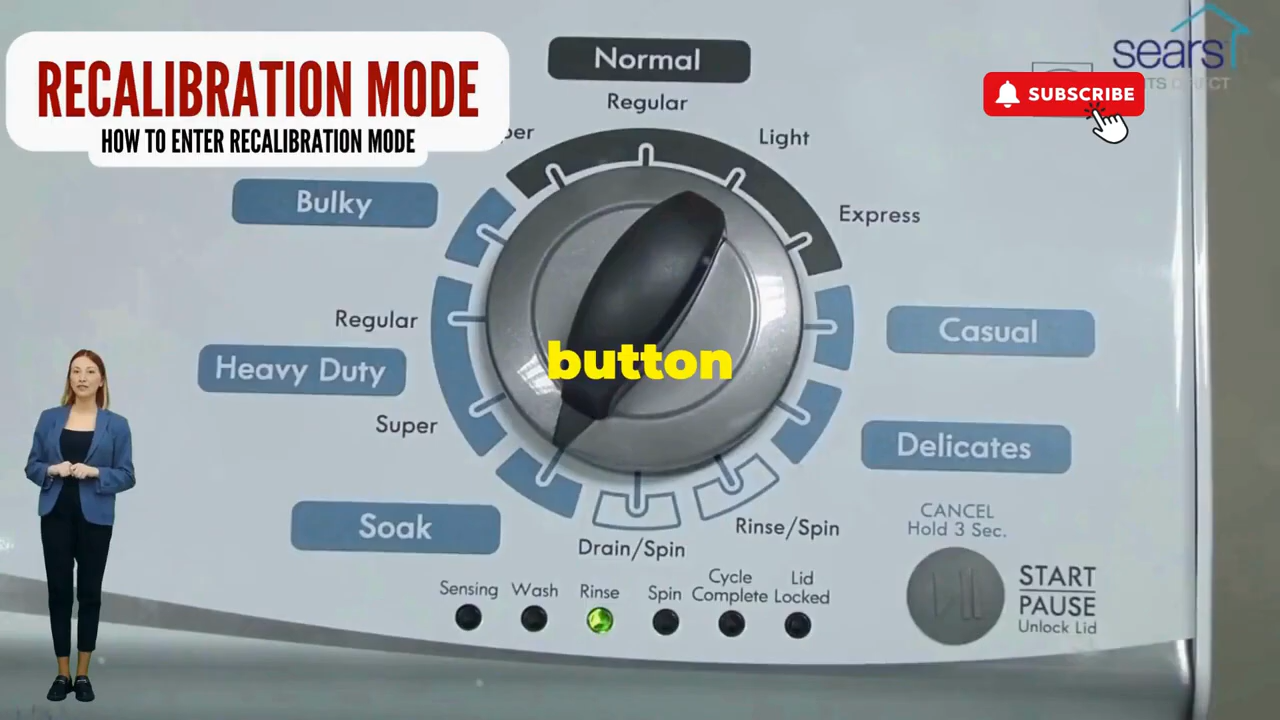 RECALIBRATION MODE
HOW TO ENTER RECALIBRATION MODE
sears
SUBSCRIBE
Normal
Regular
Light
Express
Bulky
Regular
Heavy Duty
Super
Casual
button
Delicates
Soak
Drain/Spin
Rinse/Spin
CANCEL
Hold 3 Sec.
Sensing
Wash
Rinse
Spin
Cycle
Complete
Lid
Locked
START
PAUSE
Unlock Lid